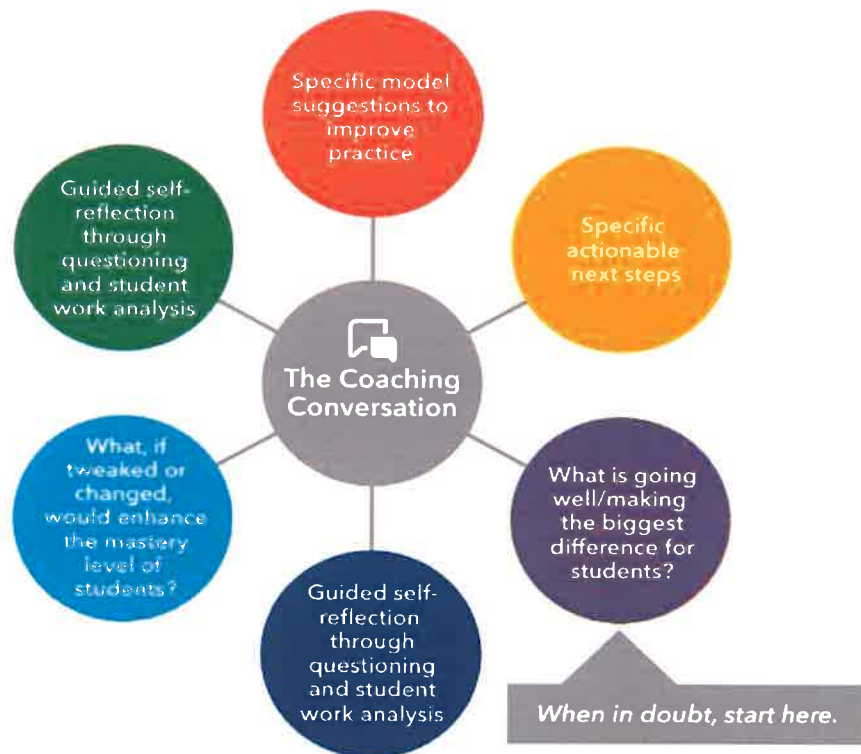 Specific model
suggestions to
improve
practice
Guided self-
reflection
through
questioning
and student
work analysis
Specific
actionable
next steps
The Coaching
Conversation
What, if
tweaked or
changed,
would enhance
the mastery
level of
students?
What is going
well/making
the biggest
difference for
students?
Guided self-
reflection
through
questioning
and student
work analysis
When in doubt, start here.